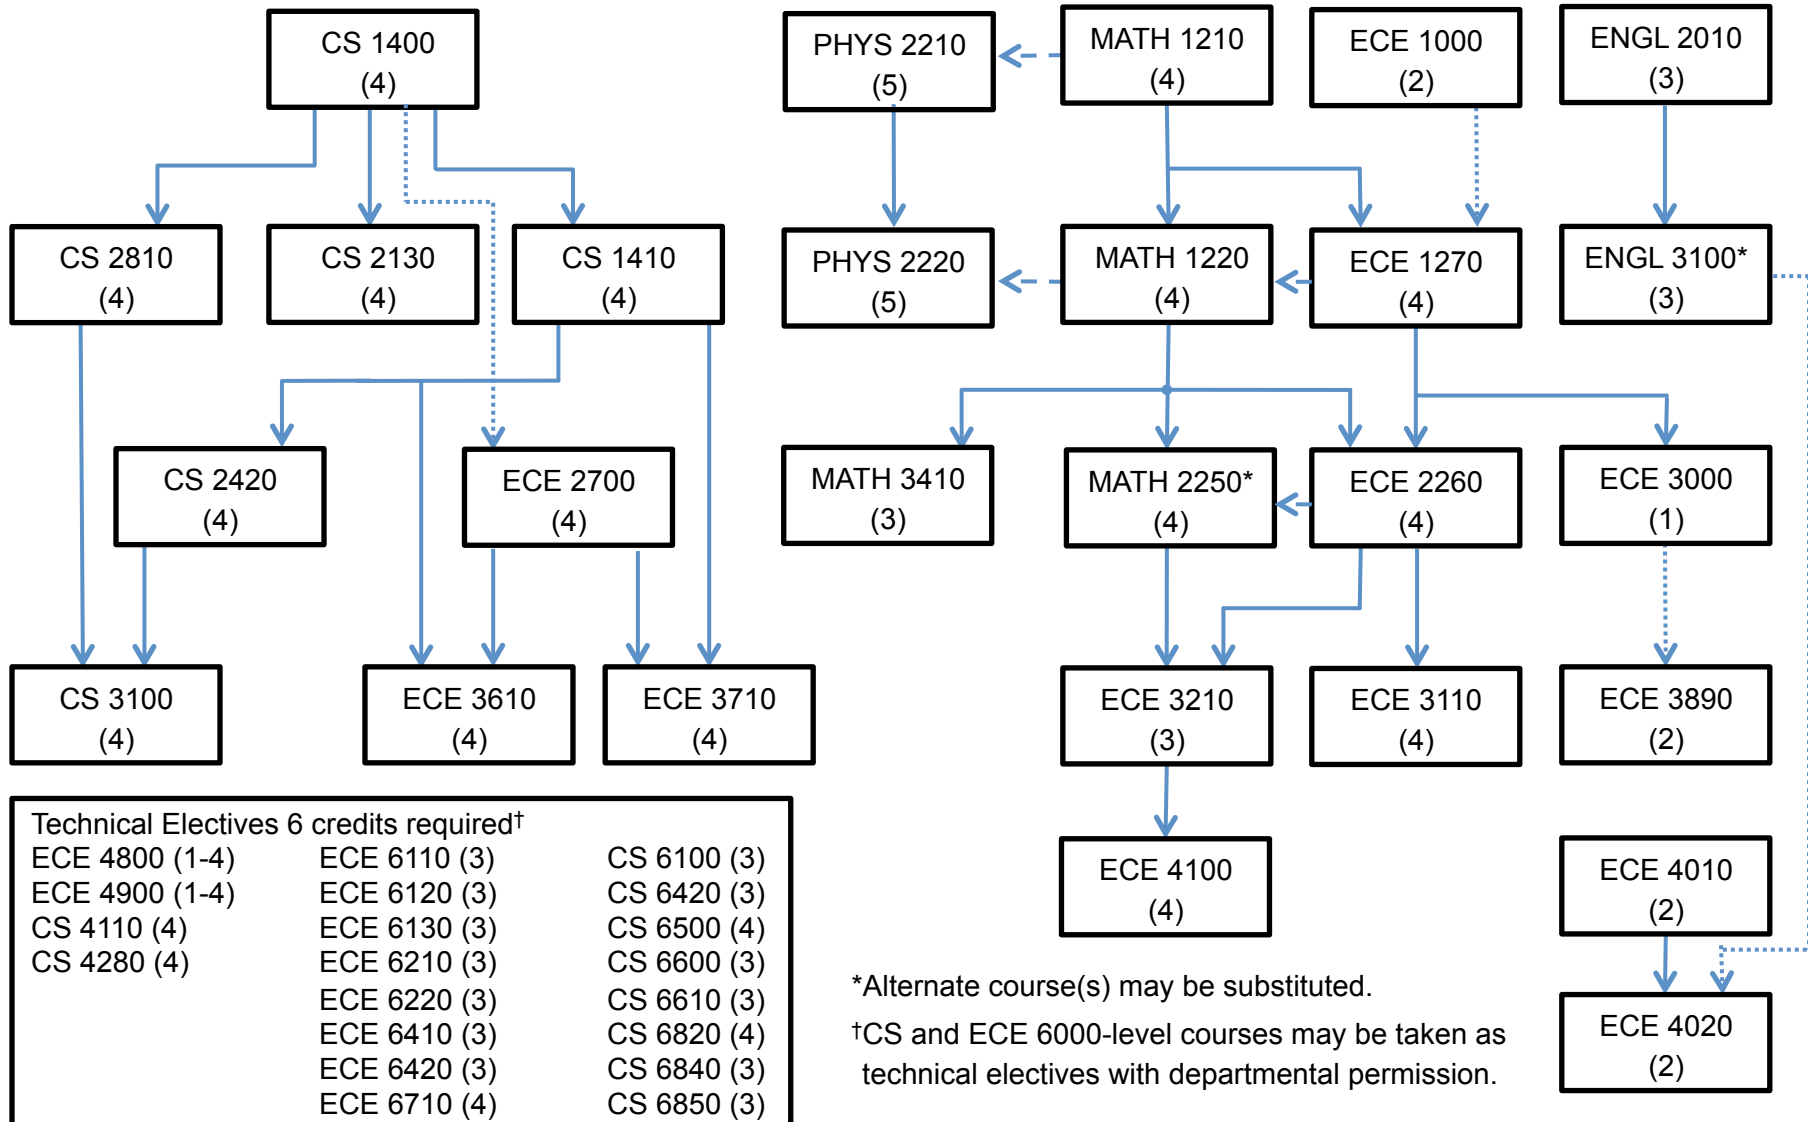 CS 1400
(4)
PHYS 2210
(5)
MATH 1210
(4)
ECE 1000
(2)
ENGL 2010
(3)
CS 2810
(4)
CS 2130
(4)
CS 1410
(4)
PHYS 2220
(5)
MATH 1220
(4)
ECE 1270
(4)
ENGL 3100*
(3)
CS 2420
(4)
ECE 2700
(4)
MATH 3410
(3)
MATH 2250*
(4)
ECE 2260
(4)
ECE 3000
(1)
CS 3100
(4)
ECE 3610
(4)
ECE 3710
(4)
ECE 3210
(3)
ECE 3110
(4)
ECE 3890
(2)
ECE 4100
(4)
ECE 4010
(2)
ECE 4020
(2)
Technical Electives 6 credits required†
ECE 4800 (1-4)
ECE 4900 (1-4)
CS 4110 (4)
CS 4280 (4)
ECE 6110 (3)
ECE 6120 (3)
ECE 6130 (3)
ECE 6210 (3)
ECE 6220 (3)
ECE 6410 (3)
ECE 6420 (3)
ECE 6710 (4)
CS 6100 (3)
CS 6420 (3)
CS 6500 (4)
CS 6600 (3)
CS 6610 (3)
CS 6820 (4)
CS 6840 (3)
CS 6850 (3)
*Alternate course(s) may be substituted.
†CS and ECE 6000-level courses may be taken as
technical electives with departmental permission.